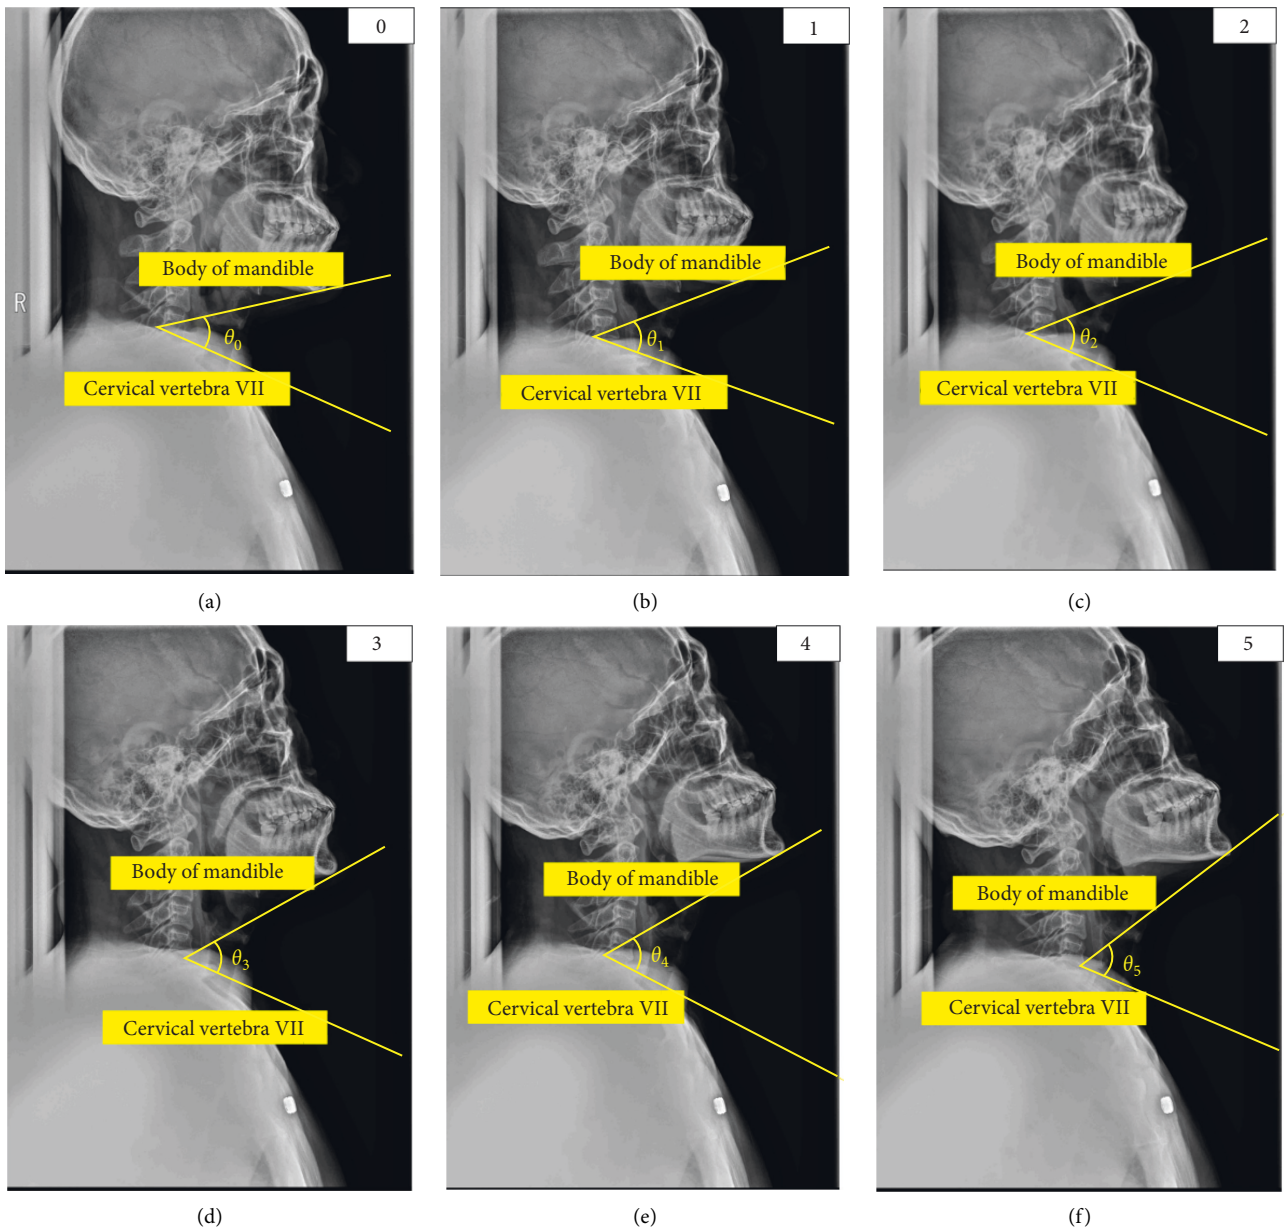 0
Body of mandible
R
θ0
Cervical vertebra VII
(a)
1
Body of mandible
θ1
Cervical vertebra VII
(b)
2
Body of mandible
θ2
Cervical vertebra VII
(c)
3
Body of mandible
θ3
Cervical vertebra VII
(d)
4
Body of mandible
θ4
Cervical vertebra VII
(e)
5
Body of mandible
θ5
Cervical vertebra VII
(f)